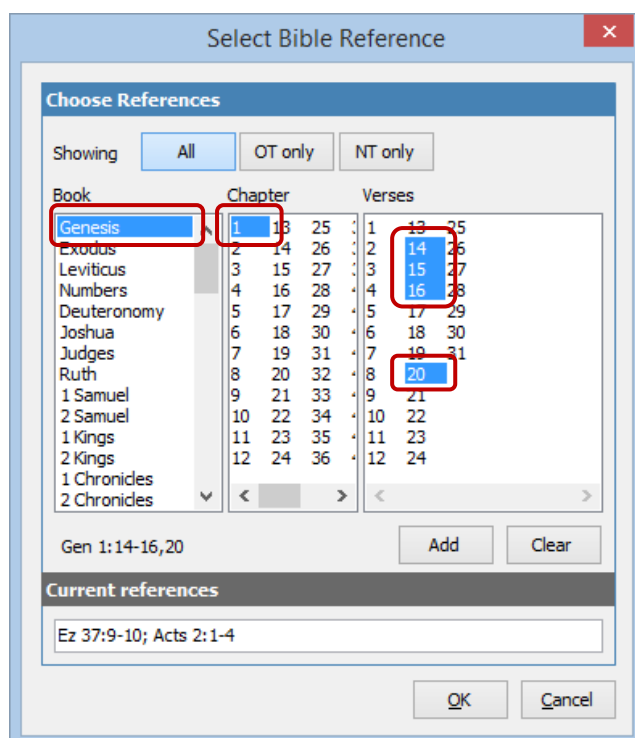 Select Bible Reference
Choose References
Showing All OT only NT only
Book Chapter Verses
Genesis 1 13 25 1 13 25
Exodus 2 14 26 2 14 26
Leviticus 3 15 27 3 15 27
Numbers 4 16 28 4 16 28
Deuteronomy 5 17 29 5 17 29
Joshua 6 18 30 6 18 30
Judges 7 19 31 7 19 31
Ruth 8 20 32 8 20
1 Samuel 9 21 33 9 21
2 Samuel 10 22 34 10 22
1 Kings 11 23 35 11 23
2 Kings 12 24 36 12 24
1 Chronicles
2 Chronicles
Gen 1:14-16,20 Add Clear
Current references
Ez 37:9-10; Acts 2:1-4
OK Cancel